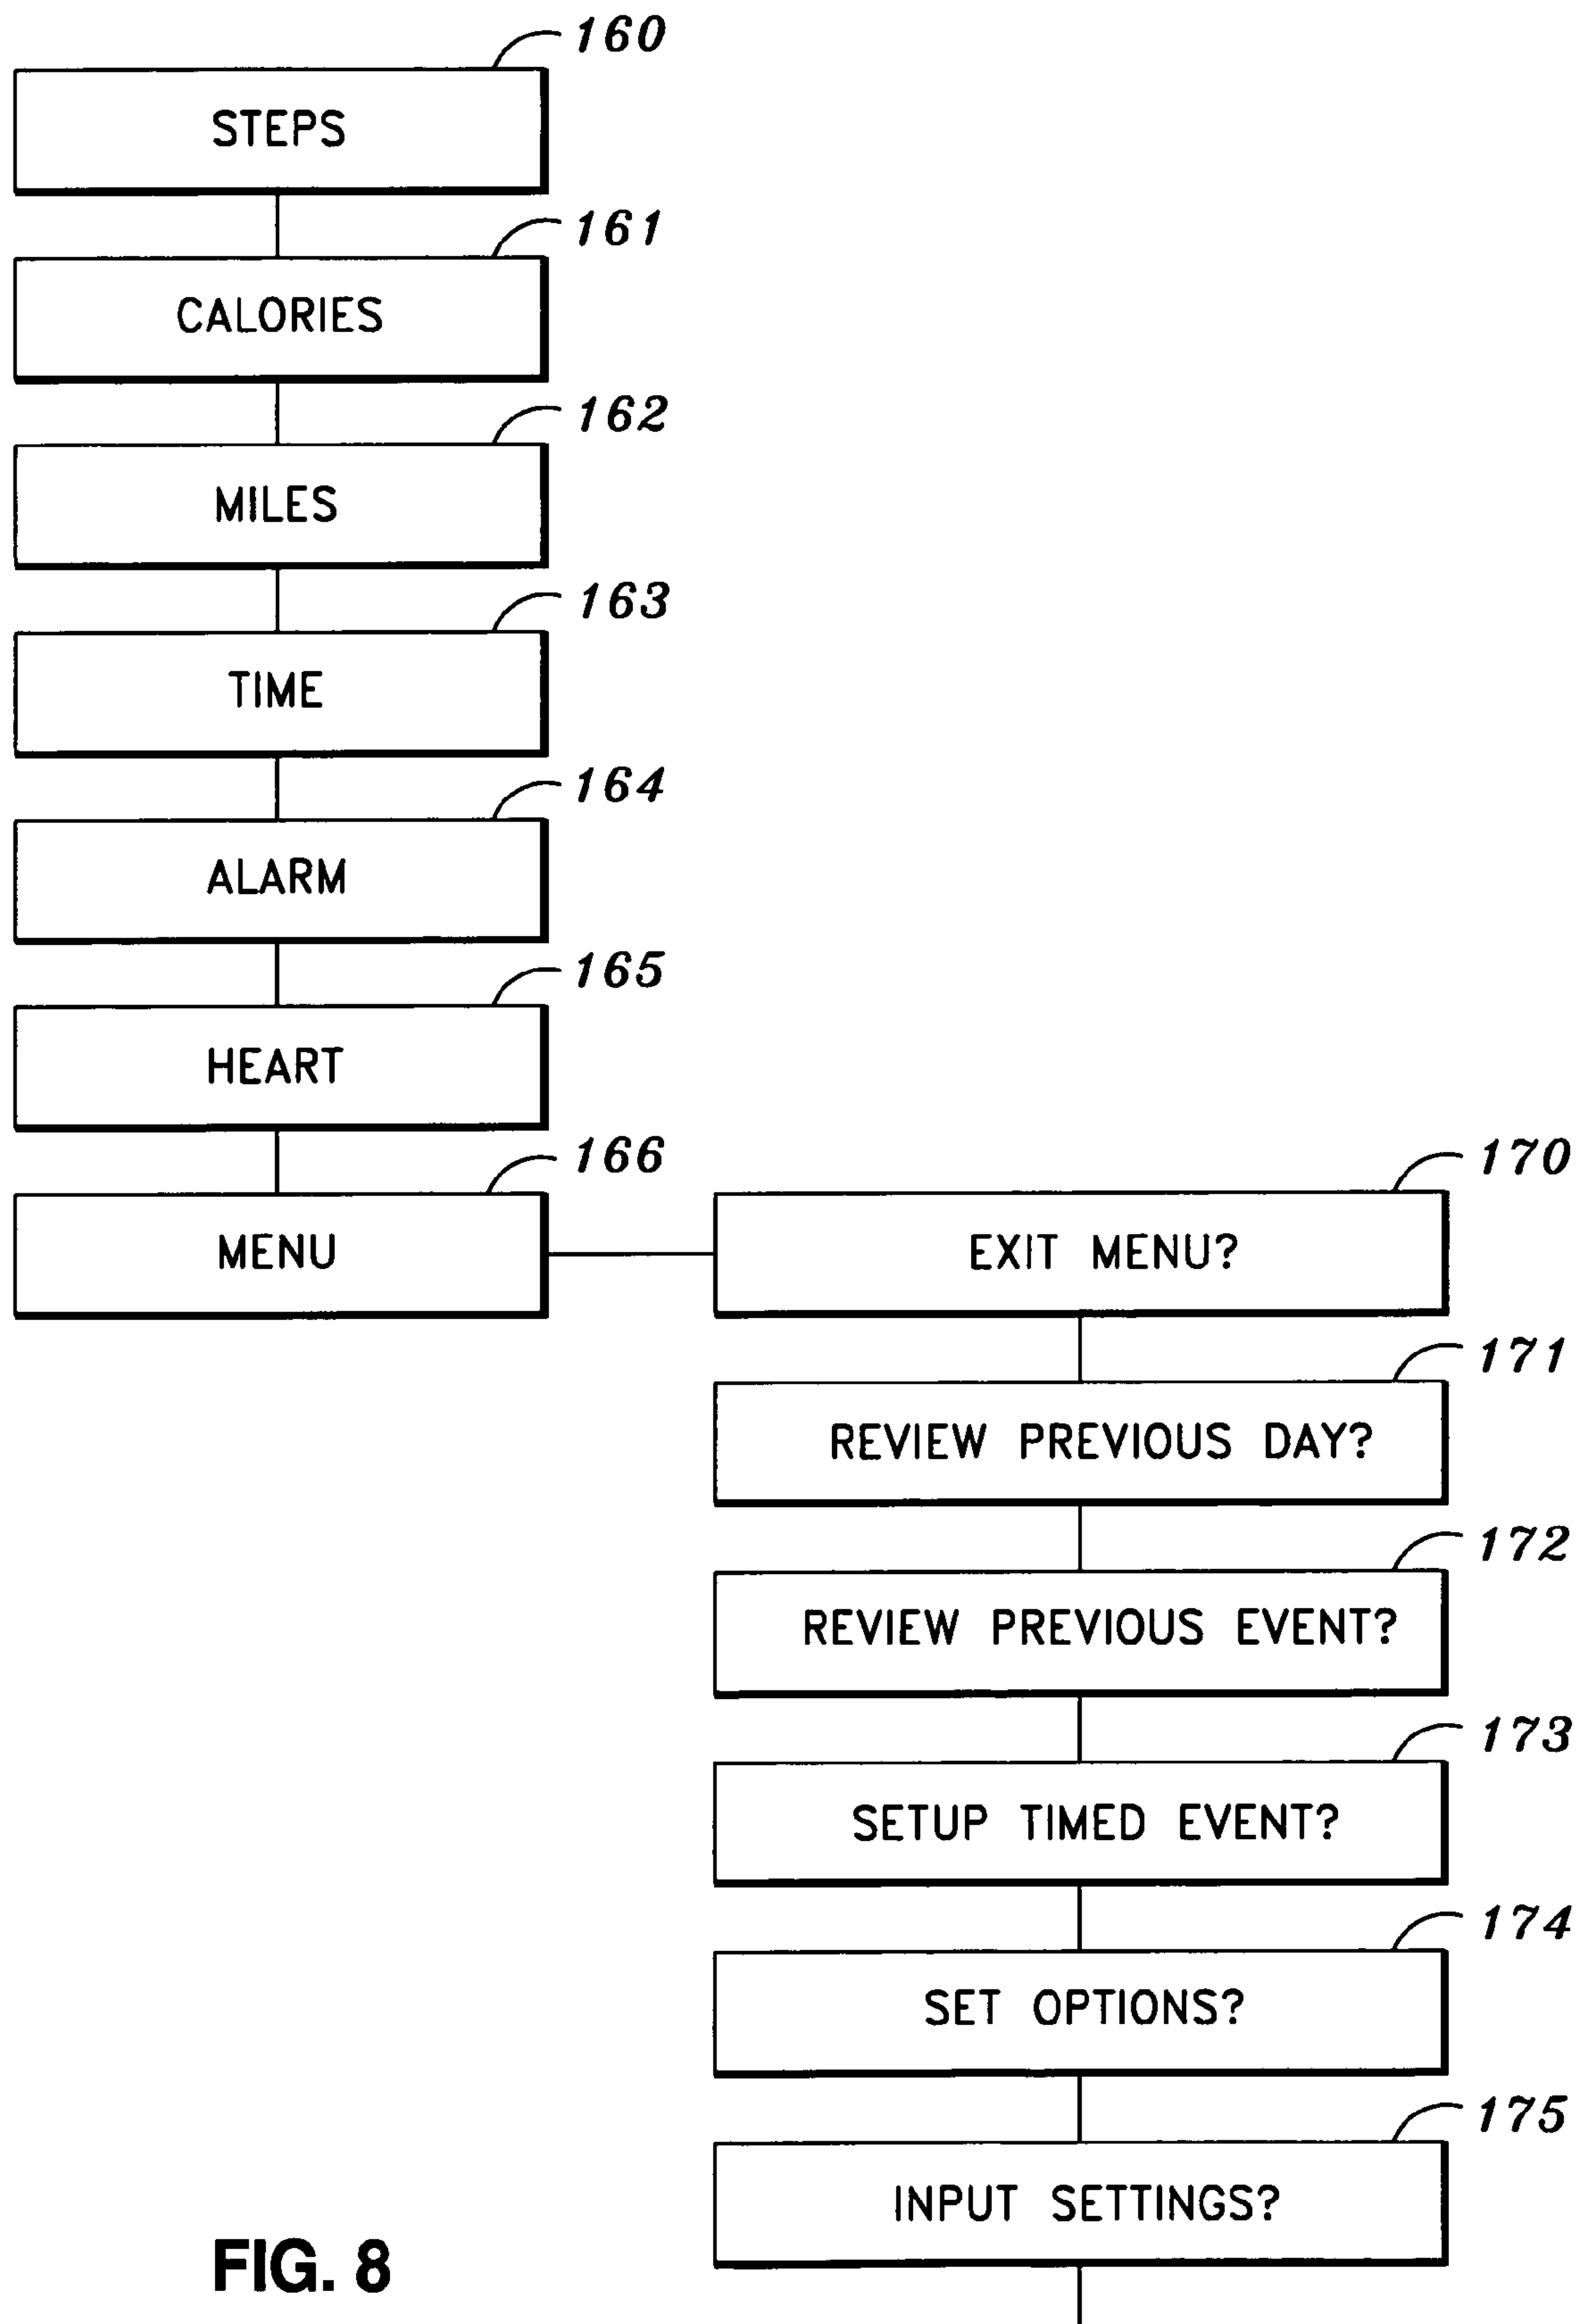 160
STEPS
161
CALORIES
162
MILES
163
TIME
164
ALARM
165
HEART
166
MENU
170
EXIT MENU?
171
REVIEW PREVIOUS DAY?
172
REVIEW PREVIOUS EVENT?
173
SETUP TIMED EVENT?
174
SET OPTIONS?
175
INPUT SETTINGS?
FIG. 8